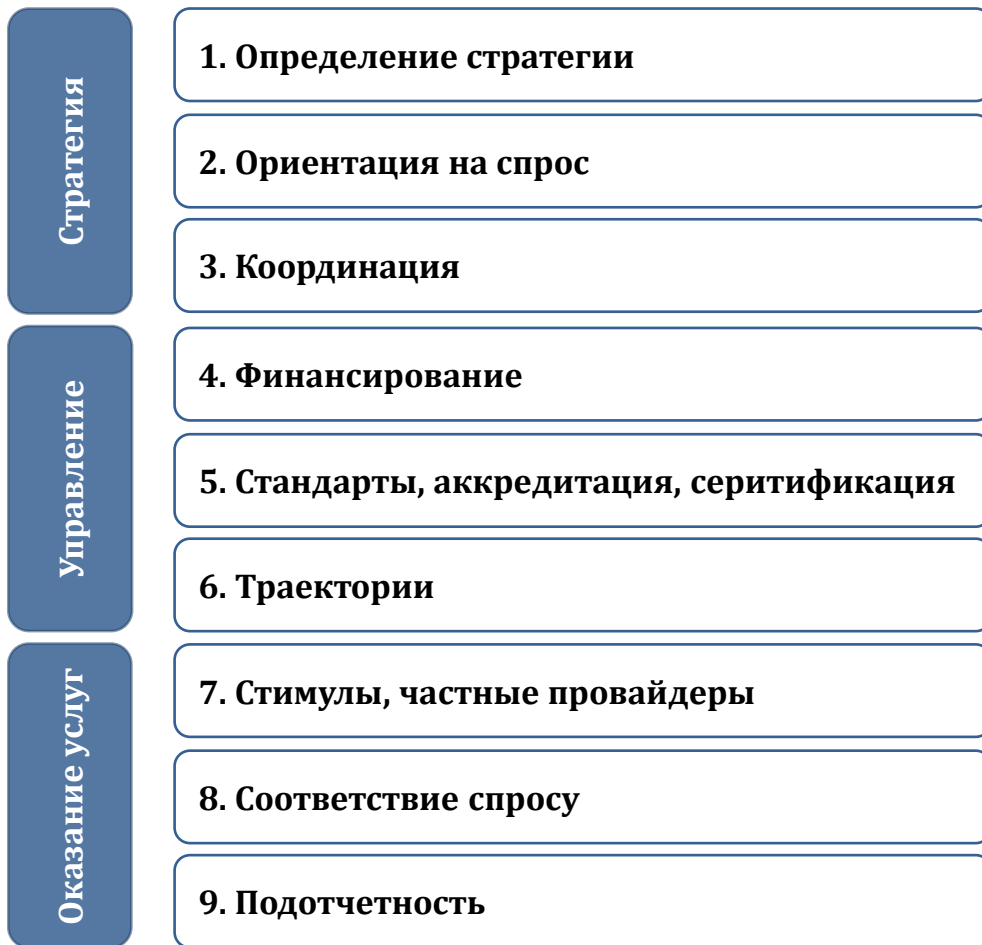 Стратегия
1. Определение стратегии
2. Ориентация на спрос
3. Координация
Управление
4. Финансирование
5. Стандарты, аккредитация, серитификация
6. Траектории
Оказание услуг
7. Стимулы, частные провайдеры
8. Соответствие спросу
9. Подотчетность